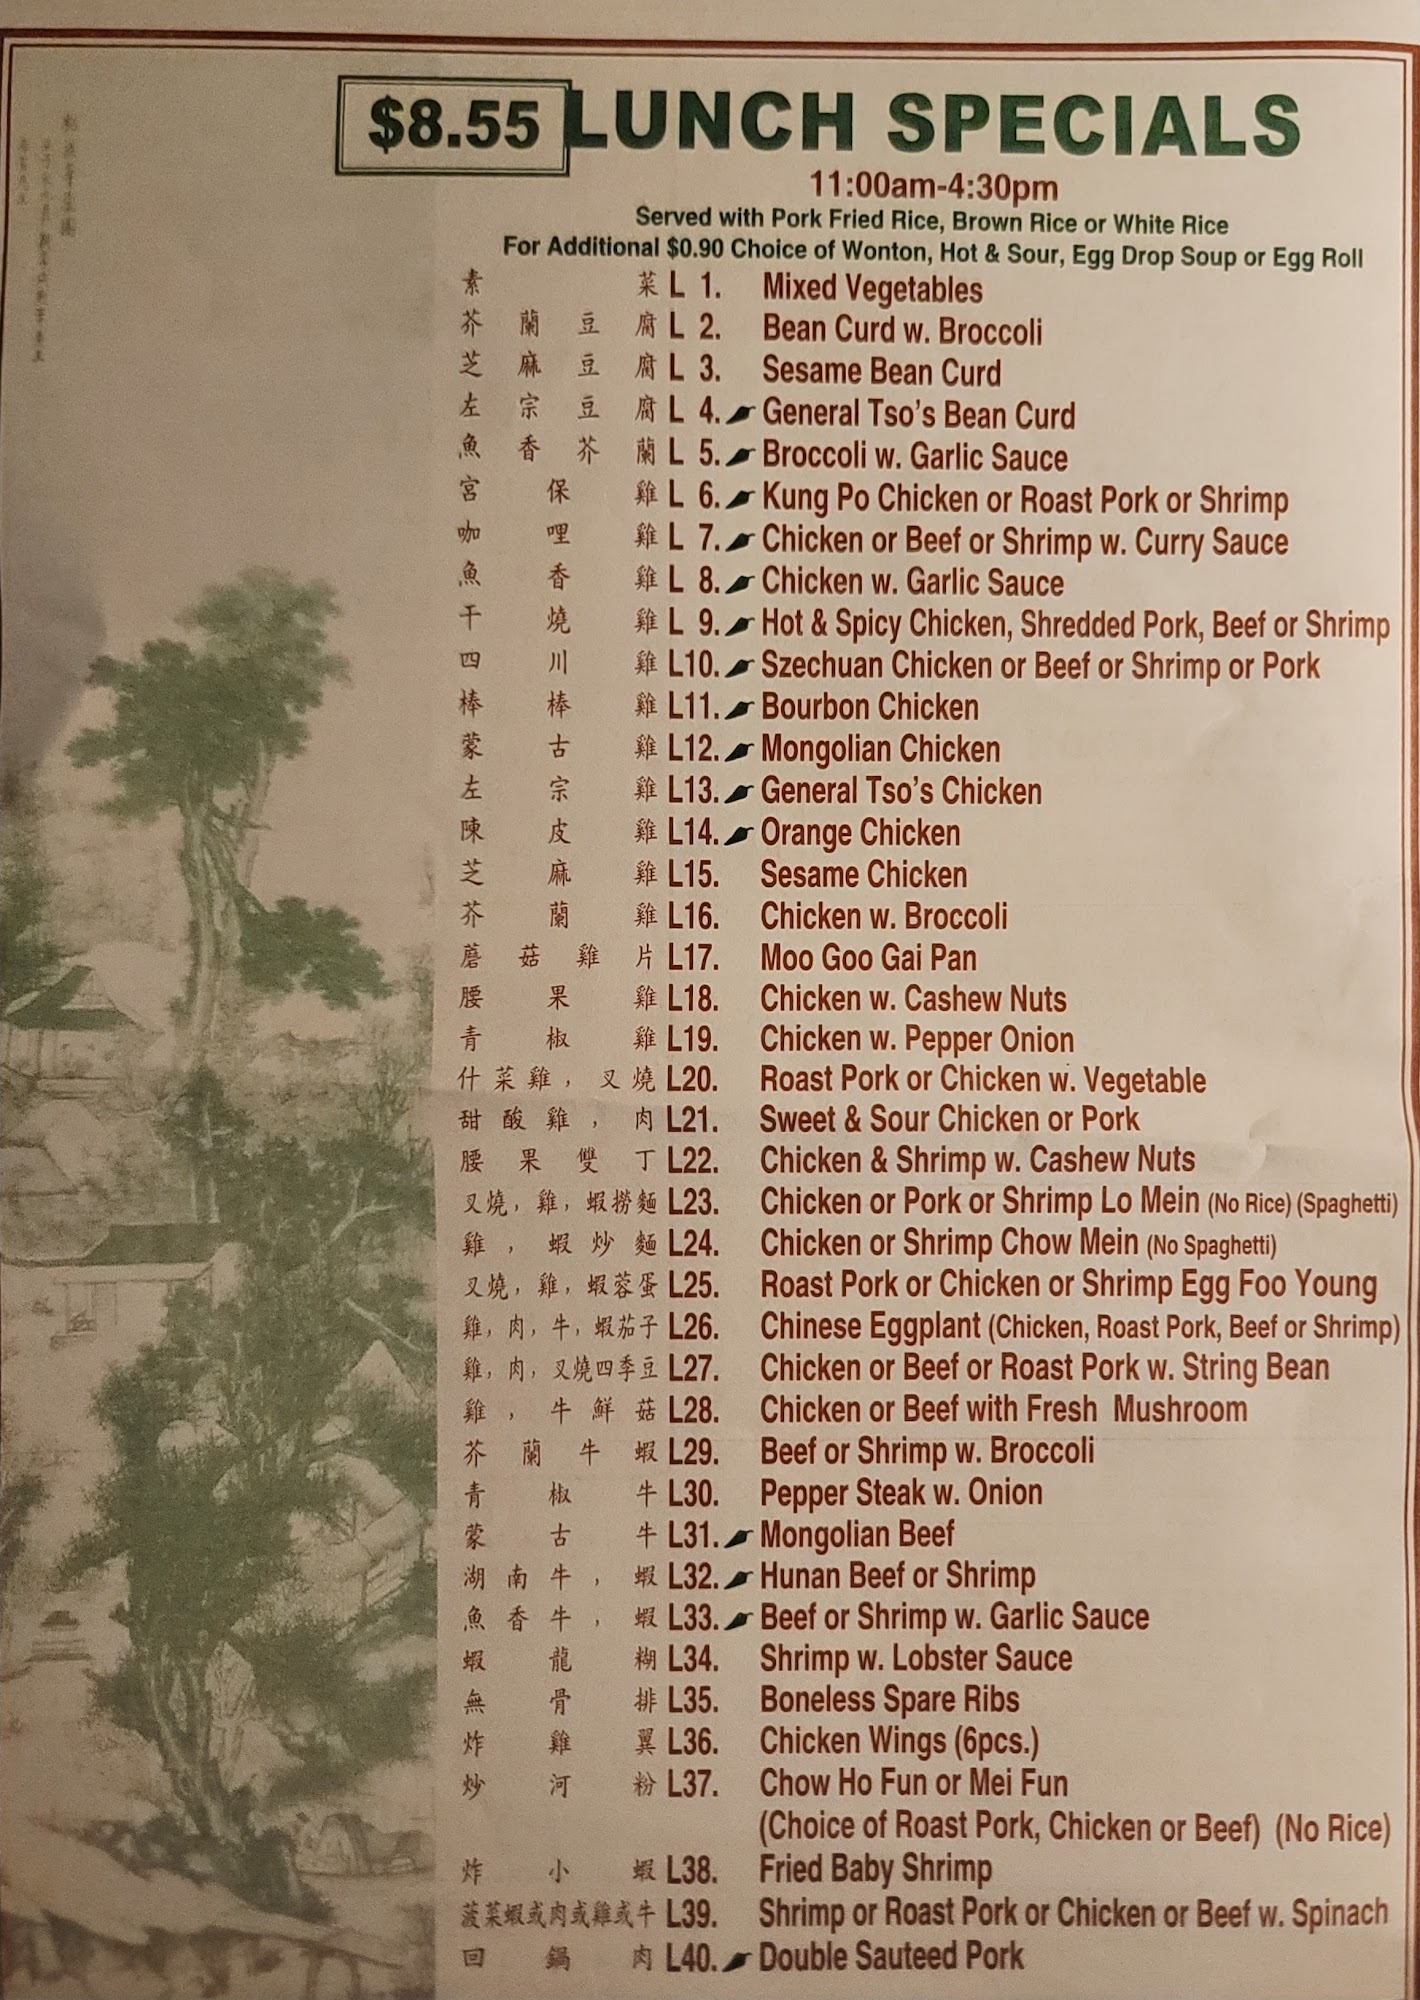 $8.55 LUNCH SPECIALS
11:00am-4:30pm
Served with Pork Fried Rice, Brown Rice or White Rice
For Additional $0.90 Choice of Wonton, Hot & Sour, Egg Drop Soup or Egg Roll
素菜 L 1. Mixed Vegetables
芥蘭豆腐 L 2. Bean Curd w. Broccoli
芝麻豆腐 L 3. Sesame Bean Curd
左宗豆腐 L 4. General Tso's Bean Curd
魚香芥蘭 L 5. Broccoli w. Garlic Sauce
宮保雞 L 6. Kung Po Chicken or Roast Pork or Shrimp
咖哩雞 L 7. Chicken or Beef or Shrimp w. Curry Sauce
魚香雞 L 8. Chicken w. Garlic Sauce
干燒雞 L 9. Hot & Spicy Chicken, Shredded Pork, Beef or Shrimp
四川雞 L10. Szechuan Chicken or Beef or Shrimp or Pork
棒棒雞 L11. Bourbon Chicken
蒙古雞 L12. Mongolian Chicken
左宗雞 L13. General Tso's Chicken
陳皮雞 L14. Orange Chicken
芝麻雞 L15. Sesame Chicken
芥蘭雞 L16. Chicken w. Broccoli
蘑菇雞片 L17. Moo Goo Gai Pan
腰果雞 L18. Chicken w. Cashew Nuts
青椒雞 L19. Chicken w. Pepper Onion
什菜雞，叉燒 L20. Roast Pork or Chicken w. Vegetable
甜酸雞，肉 L21. Sweet & Sour Chicken or Pork
腰果雙丁 L22. Chicken & Shrimp w. Cashew Nuts
叉燒，雞，蝦撈麵 L23. Chicken or Pork or Shrimp Lo Mein (No Rice) (Spaghetti)
雞，蝦炒麵 L24. Chicken or Shrimp Chow Mein (No Spaghetti)
叉燒，雞，蝦蓉蛋 L25. Roast Pork or Chicken or Shrimp Egg Foo Young
雞，肉，牛，蝦茄子 L26. Chinese Eggplant (Chicken, Roast Pork, Beef or Shrimp)
雞，肉，叉燒四季豆 L27. Chicken or Beef or Roast Pork w. String Bean
雞，牛鮮菇 L28. Chicken or Beef with Fresh Mushroom
芥蘭牛蝦 L29. Beef or Shrimp w. Broccoli
青椒牛 L30. Pepper Steak w. Onion
蒙古牛 L31. Mongolian Beef
湖南牛，蝦 L32. Hunan Beef or Shrimp
魚香牛，蝦 L33. Beef or Shrimp w. Garlic Sauce
蝦龍糊 L34. Shrimp w. Lobster Sauce
無骨排 L35. Boneless Spare Ribs
炸雞翼 L36. Chicken Wings (6pcs.)
炒河粉 L37. Chow Ho Fun or Mei Fun
(Choice of Roast Pork, Chicken or Beef) (No Rice)
炸小蝦 L38. Fried Baby Shrimp
菠菜蝦或肉或雞或牛 L39. Shrimp or Roast Pork or Chicken or Beef w. Spinach
回鍋肉 L40. Double Sauteed Pork